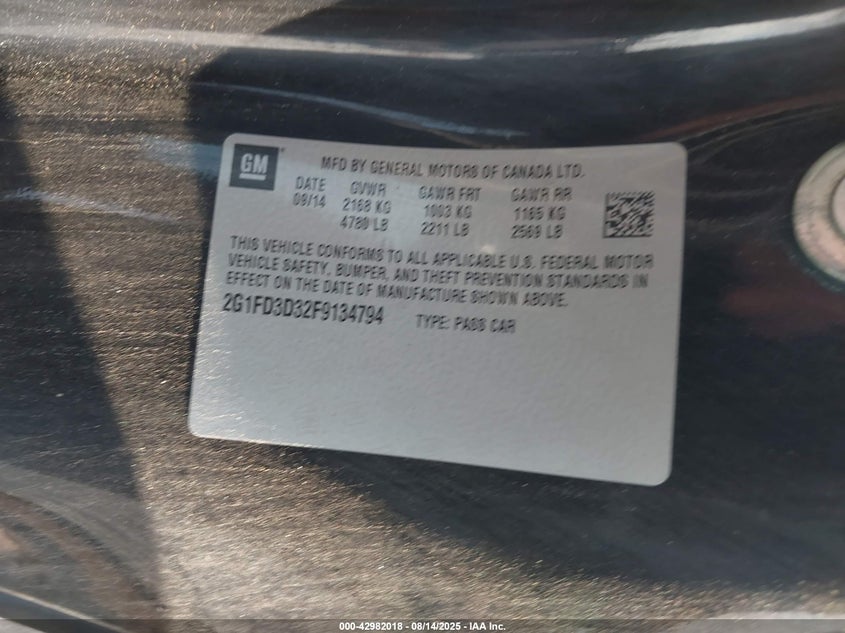 GM
MFD BY GENERAL MOTORS OF CANADA LTD.
DATE GVWR GAWR FRT GAWR RR
09/14 2168 KG 1003 KG 1165 KG
4780 LB 2211 LB 2569 LB
THIS VEHICLE CONFORMS TO ALL APPLICABLE U.S. FEDERAL MOTOR
VEHICLE SAFETY, BUMPER, AND THEFT PREVENTION STANDARDS IN
EFFECT ON THE DATE OF MANUFACTURE SHOWN ABOVE.
2G1FD3D32F9134794 TYPE: PASS CAR
000-42982018 - 08/14/2025 - IAA Inc.